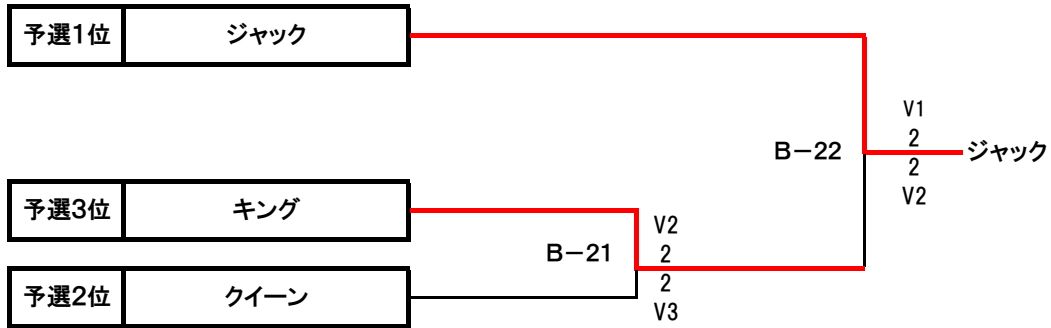 予選1位 ジャック
V1
2
B－22
ジャック
2
V2
予選3位 キング
V2
B－21
2
2
予選2位 クイーン
V3